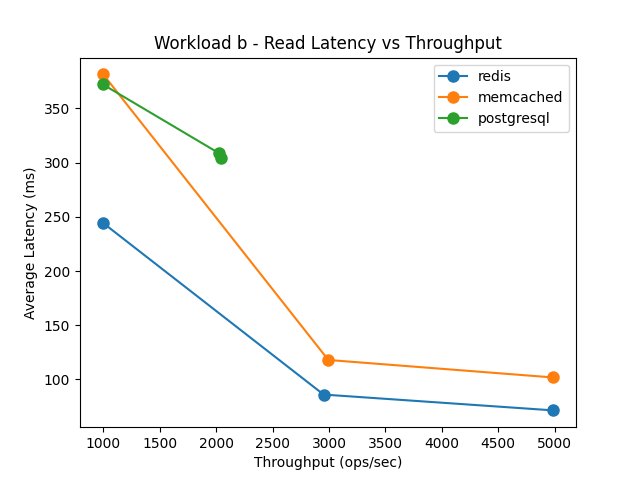 Workload b - Read Latency vs Throughput
redis
memcached
postgresql
Average Latency (ms)
350
300
250
200
150
100
1000 1500 2000 2500 3000 3500 4000 4500 5000
Throughput (ops/sec)